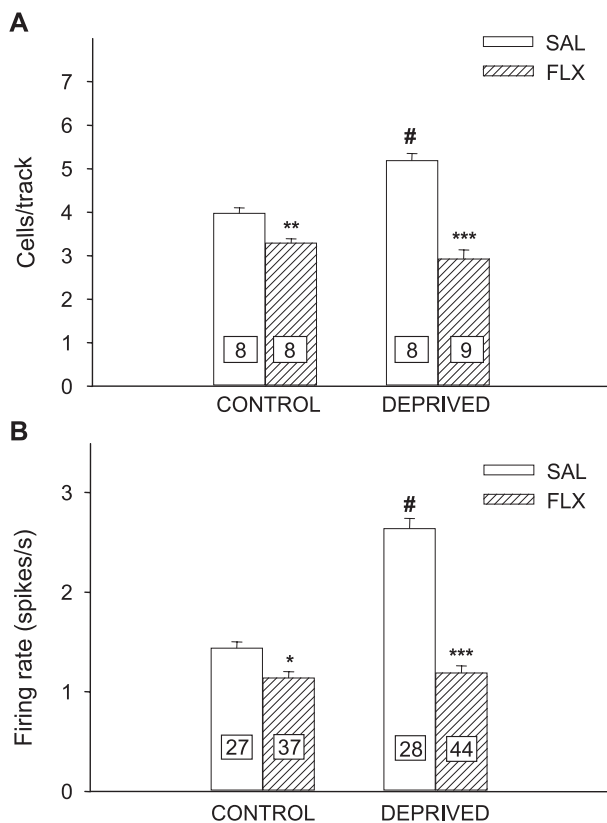 A
SAL
FLX
7
6
5
4
3
2
1
0
Cells/track
#
**
***
8
8
8
9
CONTROL
DEPRIVED
B
SAL
FLX
3
2
1
0
Firing rate (spikes/s)
#
*
***
27
37
28
44
CONTROL
DEPRIVED